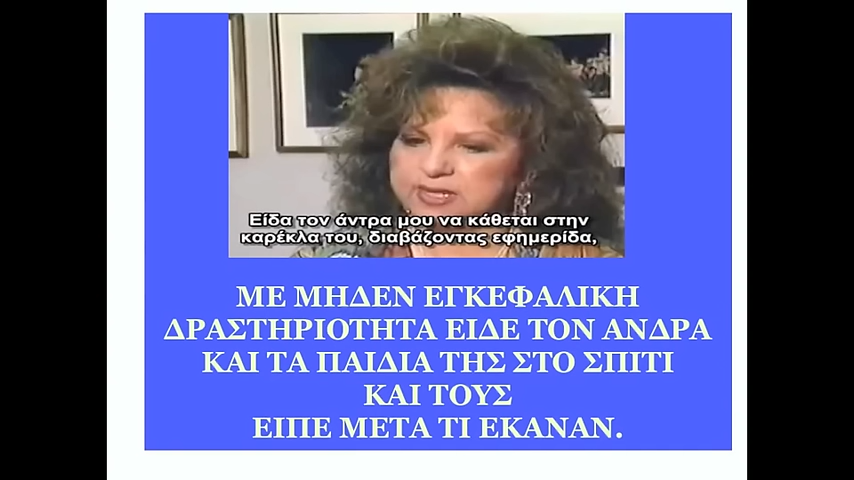 Είδα τον άντρα μου να κάθεται στην
καρέκλα του, διαβάζοντας εφημερίδα,
ΜΕ ΜΗΔΕΝ ΕΓΚΕΦΑΛΙΚΗ
ΔΡΑΣΤΗΡΙΟΤΗΤΑ ΕΙΔΕ ΤΟΝ ΑΝΔΡΑ
ΚΑΙ ΤΑ ΠΑΙΔΙΑ ΤΗΣ ΣΤΟ ΣΠΙΤΙ
ΚΑΙ ΤΟΥΣ
ΕΙΠΕ ΜΕΤΑ ΤΙ ΕΚΑΝΑΝ.